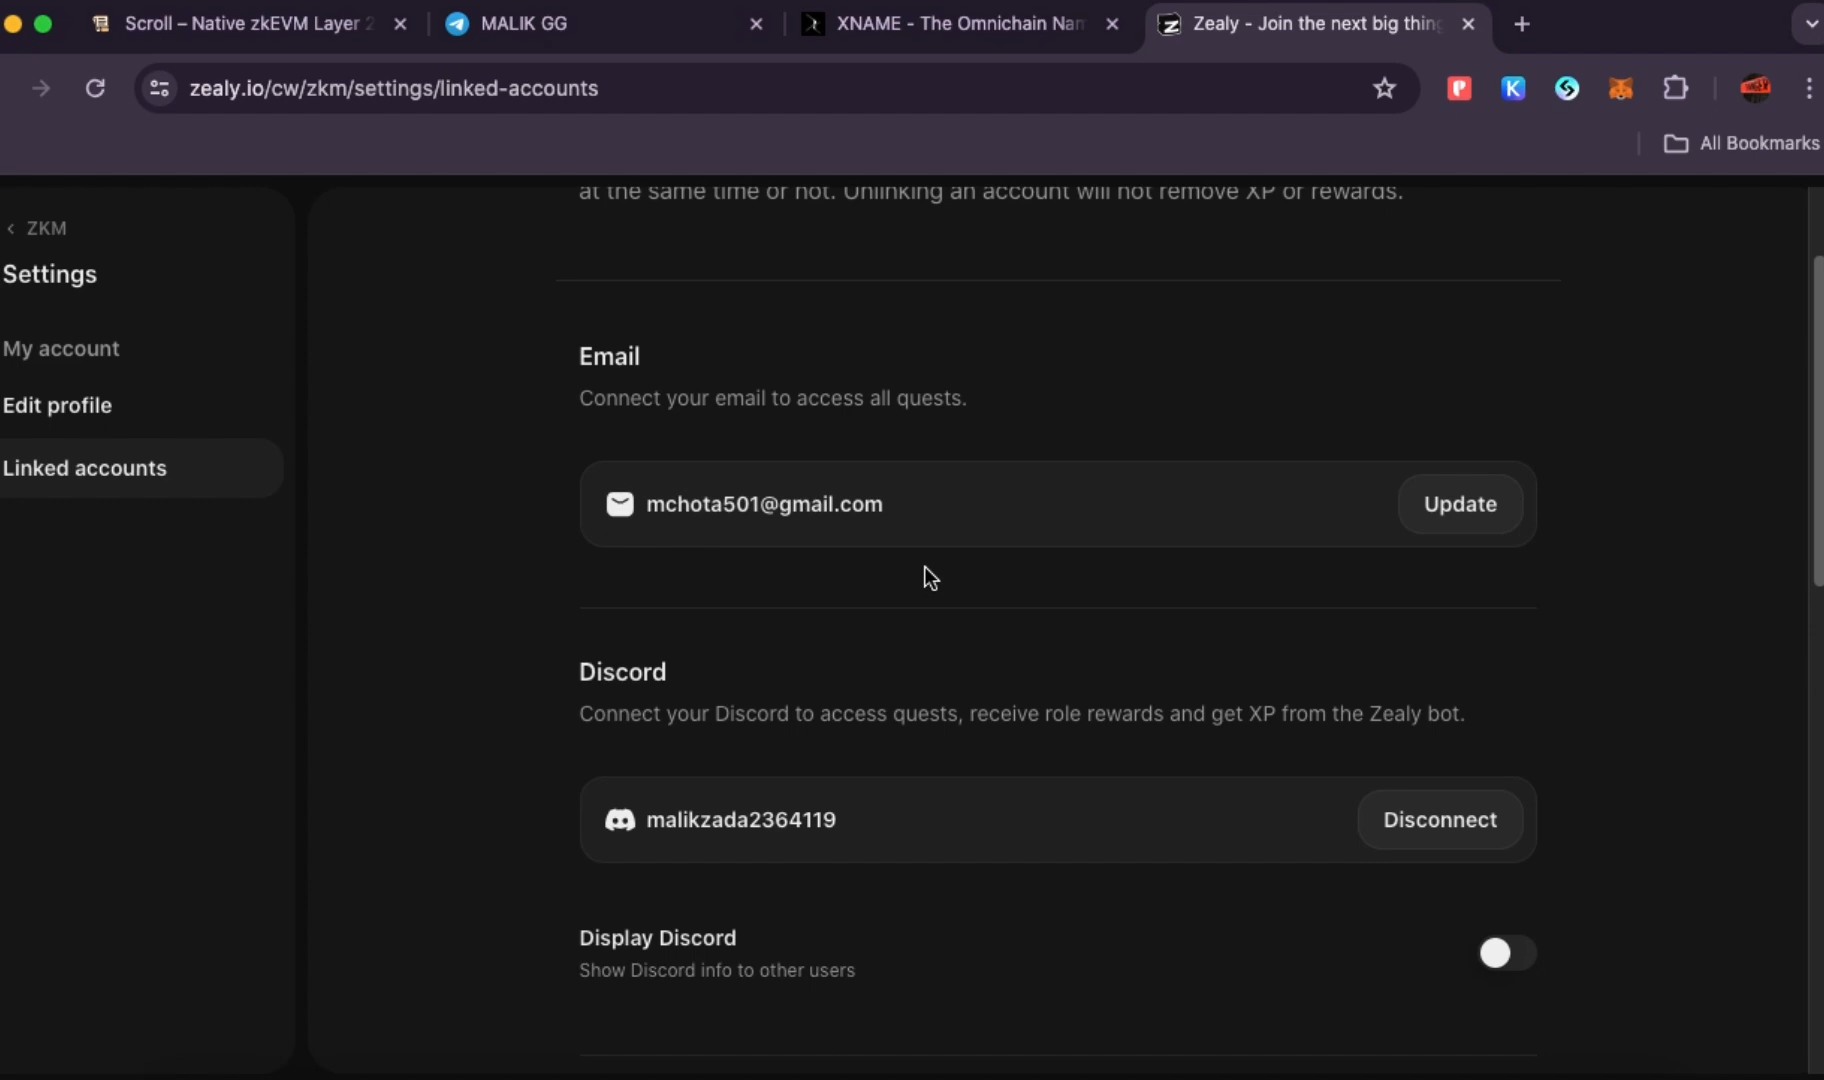 Scroll – Native zkEVM Layer 2
MALIK GG
XNAME - The Omnichain Nam
Zealy - Join the next big thing
zealy.io/cw/zkm/settings/linked-accounts
All Bookmarks
at the same time or not. Unlinking an account will not remove XP or rewards.
ZKM
Settings
My account
Edit profile
Linked accounts
Email
Connect your email to access all quests.
mchota501@gmail.com
Update
Discord
Connect your Discord to access quests, receive role rewards and get XP from the Zealy bot.
malikzada2364119
Disconnect
Display Discord
Show Discord info to other users